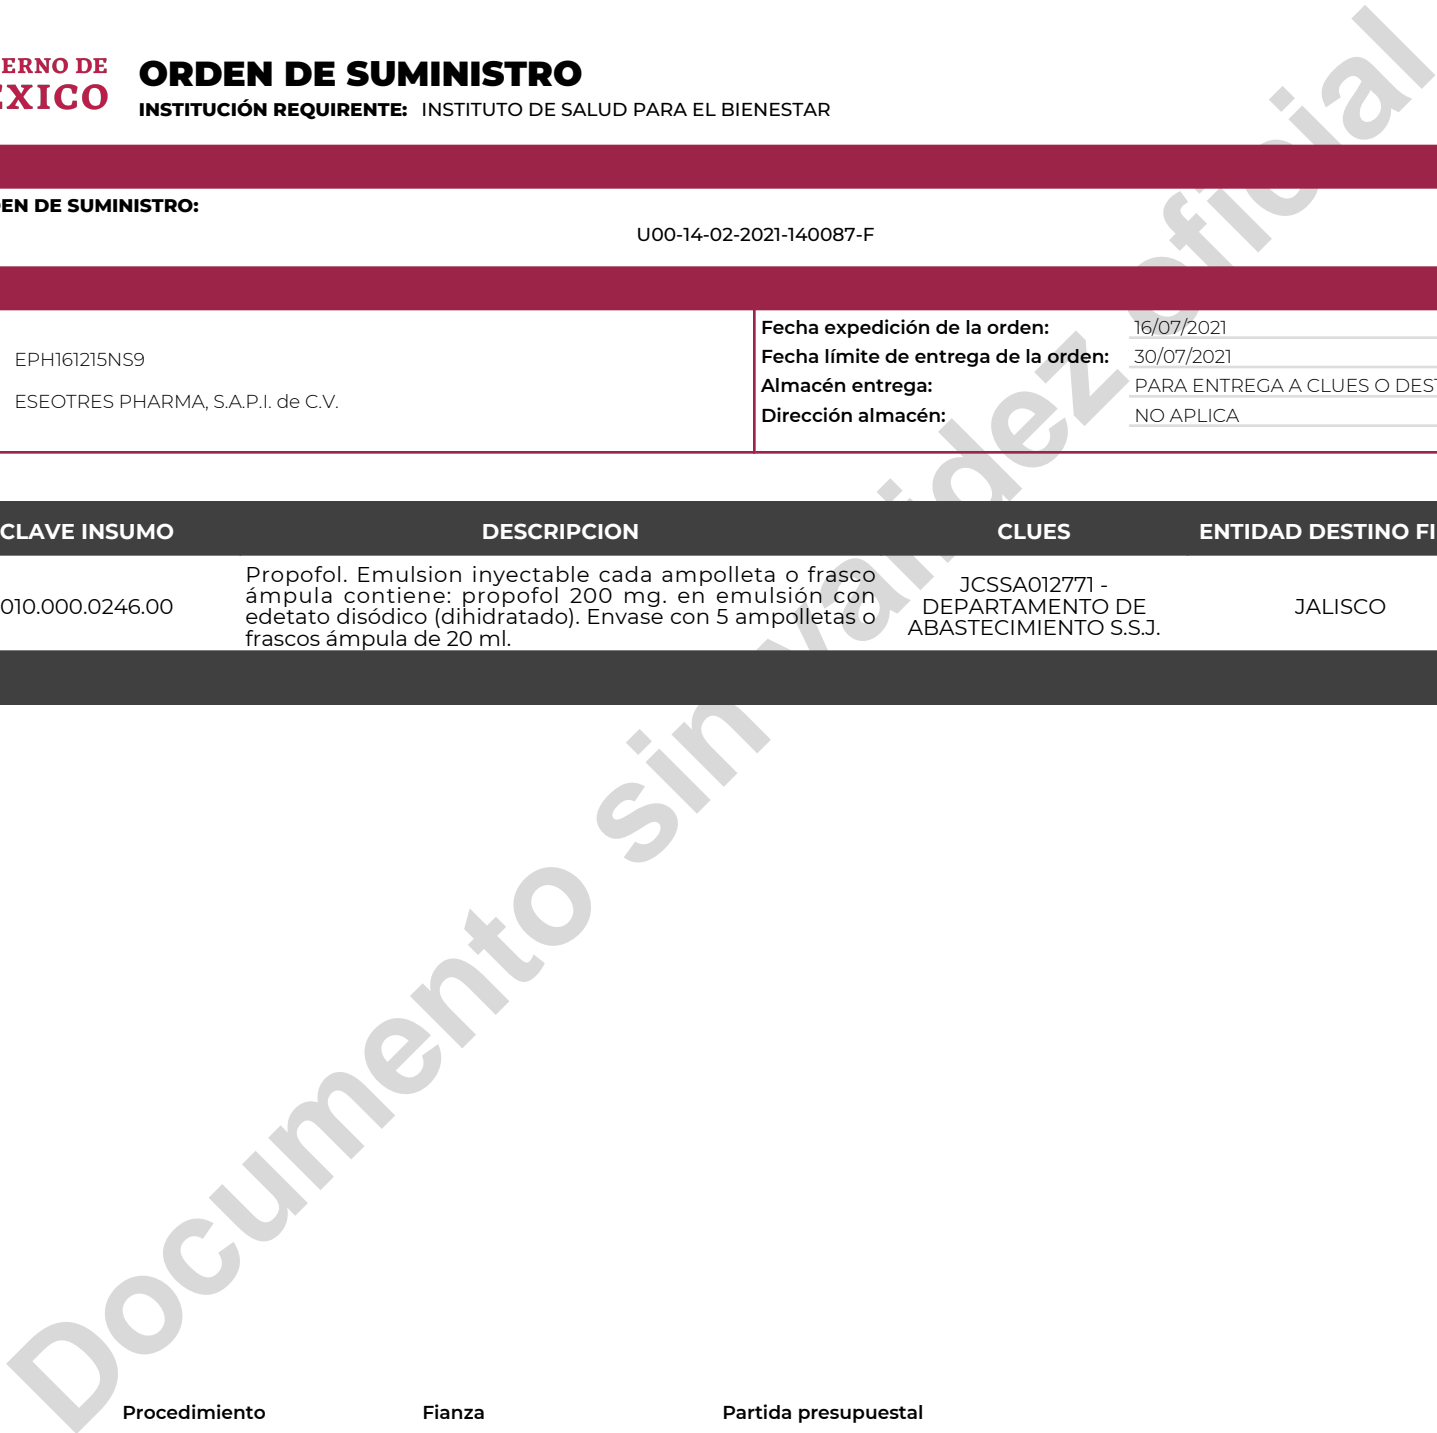 ERNO DE
EXICO
ORDEN DE SUMINISTRO
INSTITUCIÓN REQUIRENTE: INSTITUTO DE SALUD PARA EL BIENESTAR
EN DE SUMINISTRO:
U00-14-02-2021-140087-F
EPH161215NS9
ESEOTRES PHARMA, S.A.P.I. de C.V.
Fecha expedición de la orden: 16/07/2021
Fecha límite de entrega de la orden: 30/07/2021
Almacén entrega: PARA ENTREGA A CLUES O DEST
Dirección almacén: NO APLICA
CLAVE INSUMO DESCRIPCION CLUES ENTIDAD DESTINO FI
010.000.0246.00
Propofol. Emulsion inyectable cada ampolleta o frasco
ámpula contiene: propofol 200 mg. en emulsión con
edetato disódico (dihidratado). Envase con 5 ampolletas o
frascos ámpula de 20 ml.
JCSSA012771 -
DEPARTAMENTO DE
ABASTECIMIENTO S.S.J.
JALISCO
Documento sin validez oficial
Procedimiento Fianza Partida presupuestal